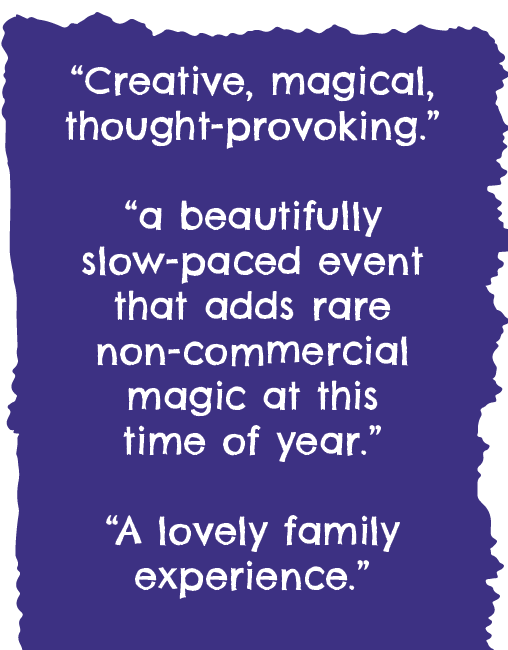 “Creative, magical,
thought-provoking.”
“a beautifully
slow-paced event
that adds rare
non-commercial
magic at this
time of year.”
“A lovely family
experience.”